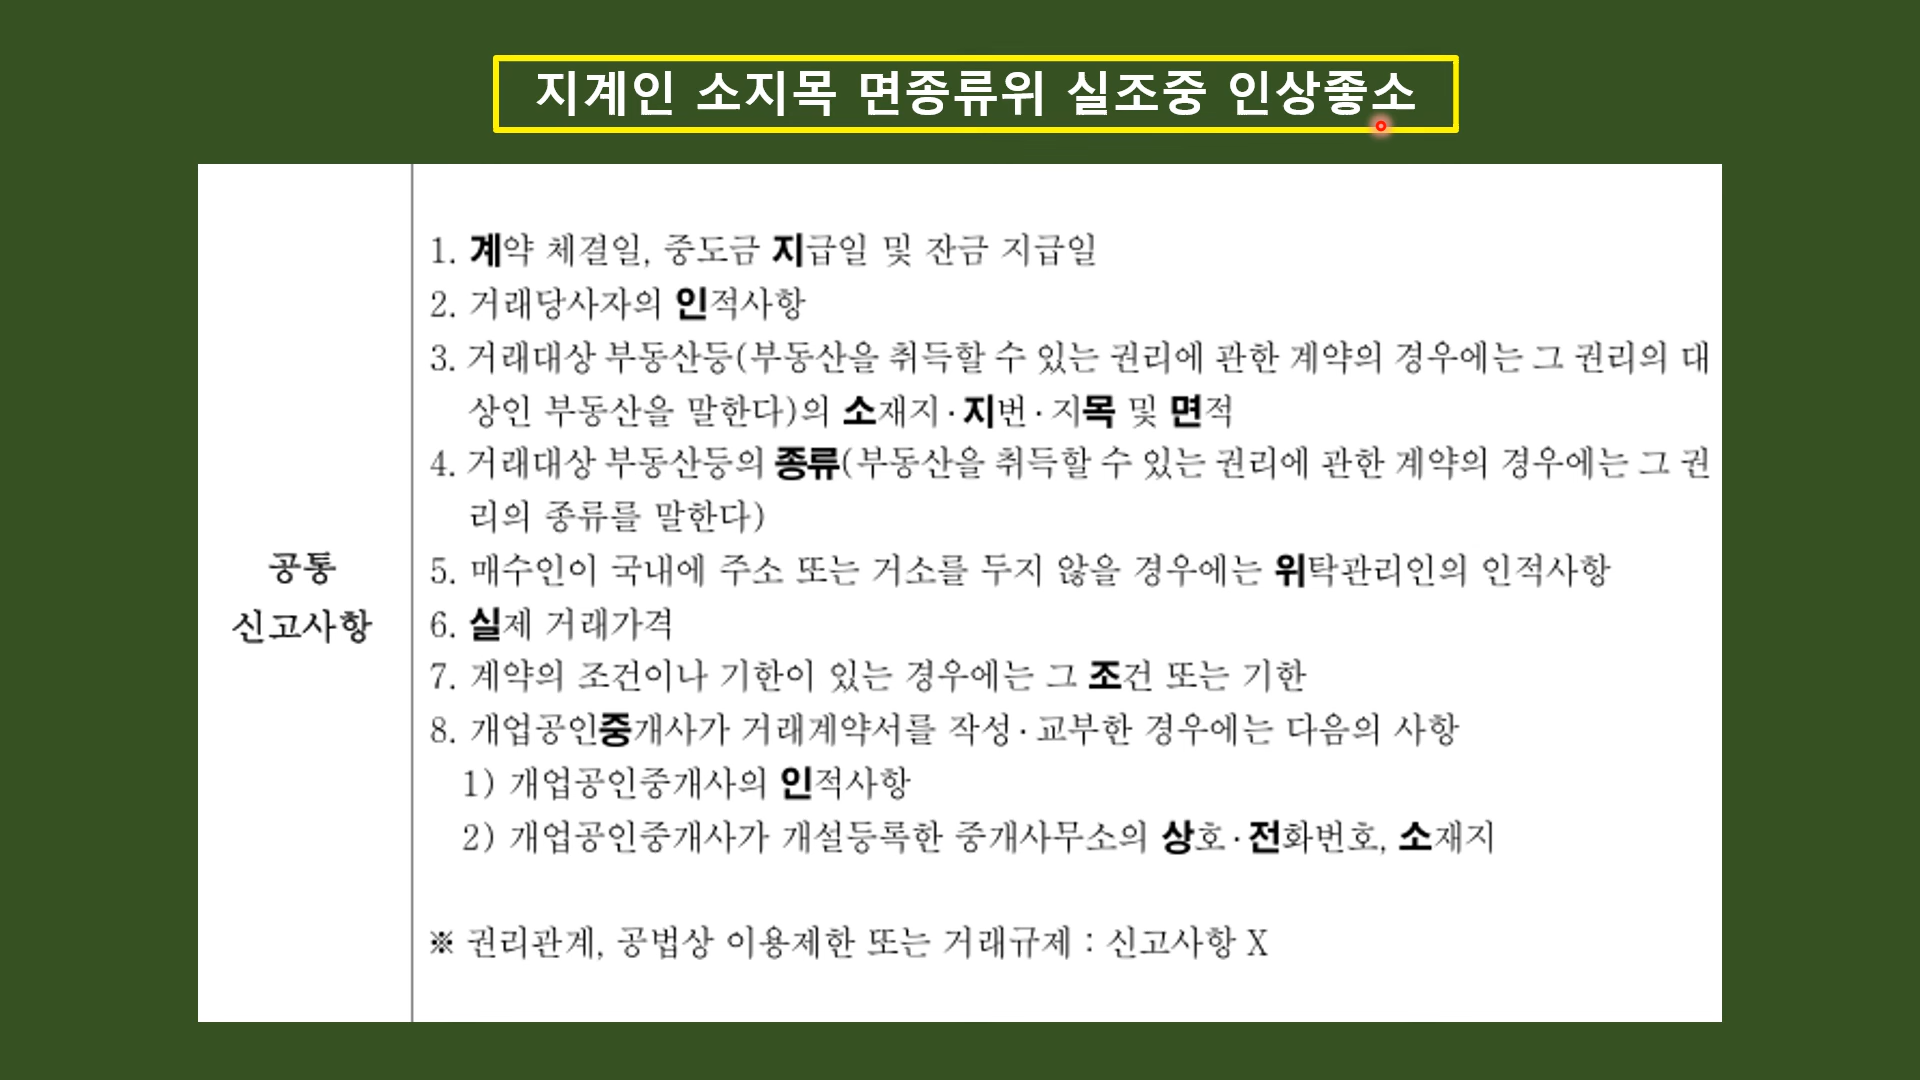 지계인 소지목 면종류위 실조중 인상좋소
1. 계약 체결일, 중도금 지급일 및 잔금 지급일
2. 거래당사자의 인적사항
3. 거래대상 부동산등(부동산을 취득할 수 있는 권리에 관한 계약의 경우에는 그 권리의 대
상인 부동산을 말한다)의 소재지·지번·지목 및 면적
4. 거래대상 부동산등의 종류(부동산을 취득할 수 있는 권리에 관한 계약의 경우에는 그 권
리의 종류를 말한다)
공통
신고사항
5. 매수인이 국내에 주소 또는 거소를 두지 않을 경우에는 위탁관리인의 인적사항
6. 실제 거래가격
7. 계약의 조건이나 기한이 있는 경우에는 그 조건 또는 기한
8. 개업공인중개사가 거래계약서를 작성·교부한 경우에는 다음의 사항
1) 개업공인중개사의 인적사항
2) 개업공인중개사가 개설등록한 중개사무소의 상호·전화번호, 소재지
※ 권리관계, 공법상 이용제한 또는 거래규제 : 신고사항 X